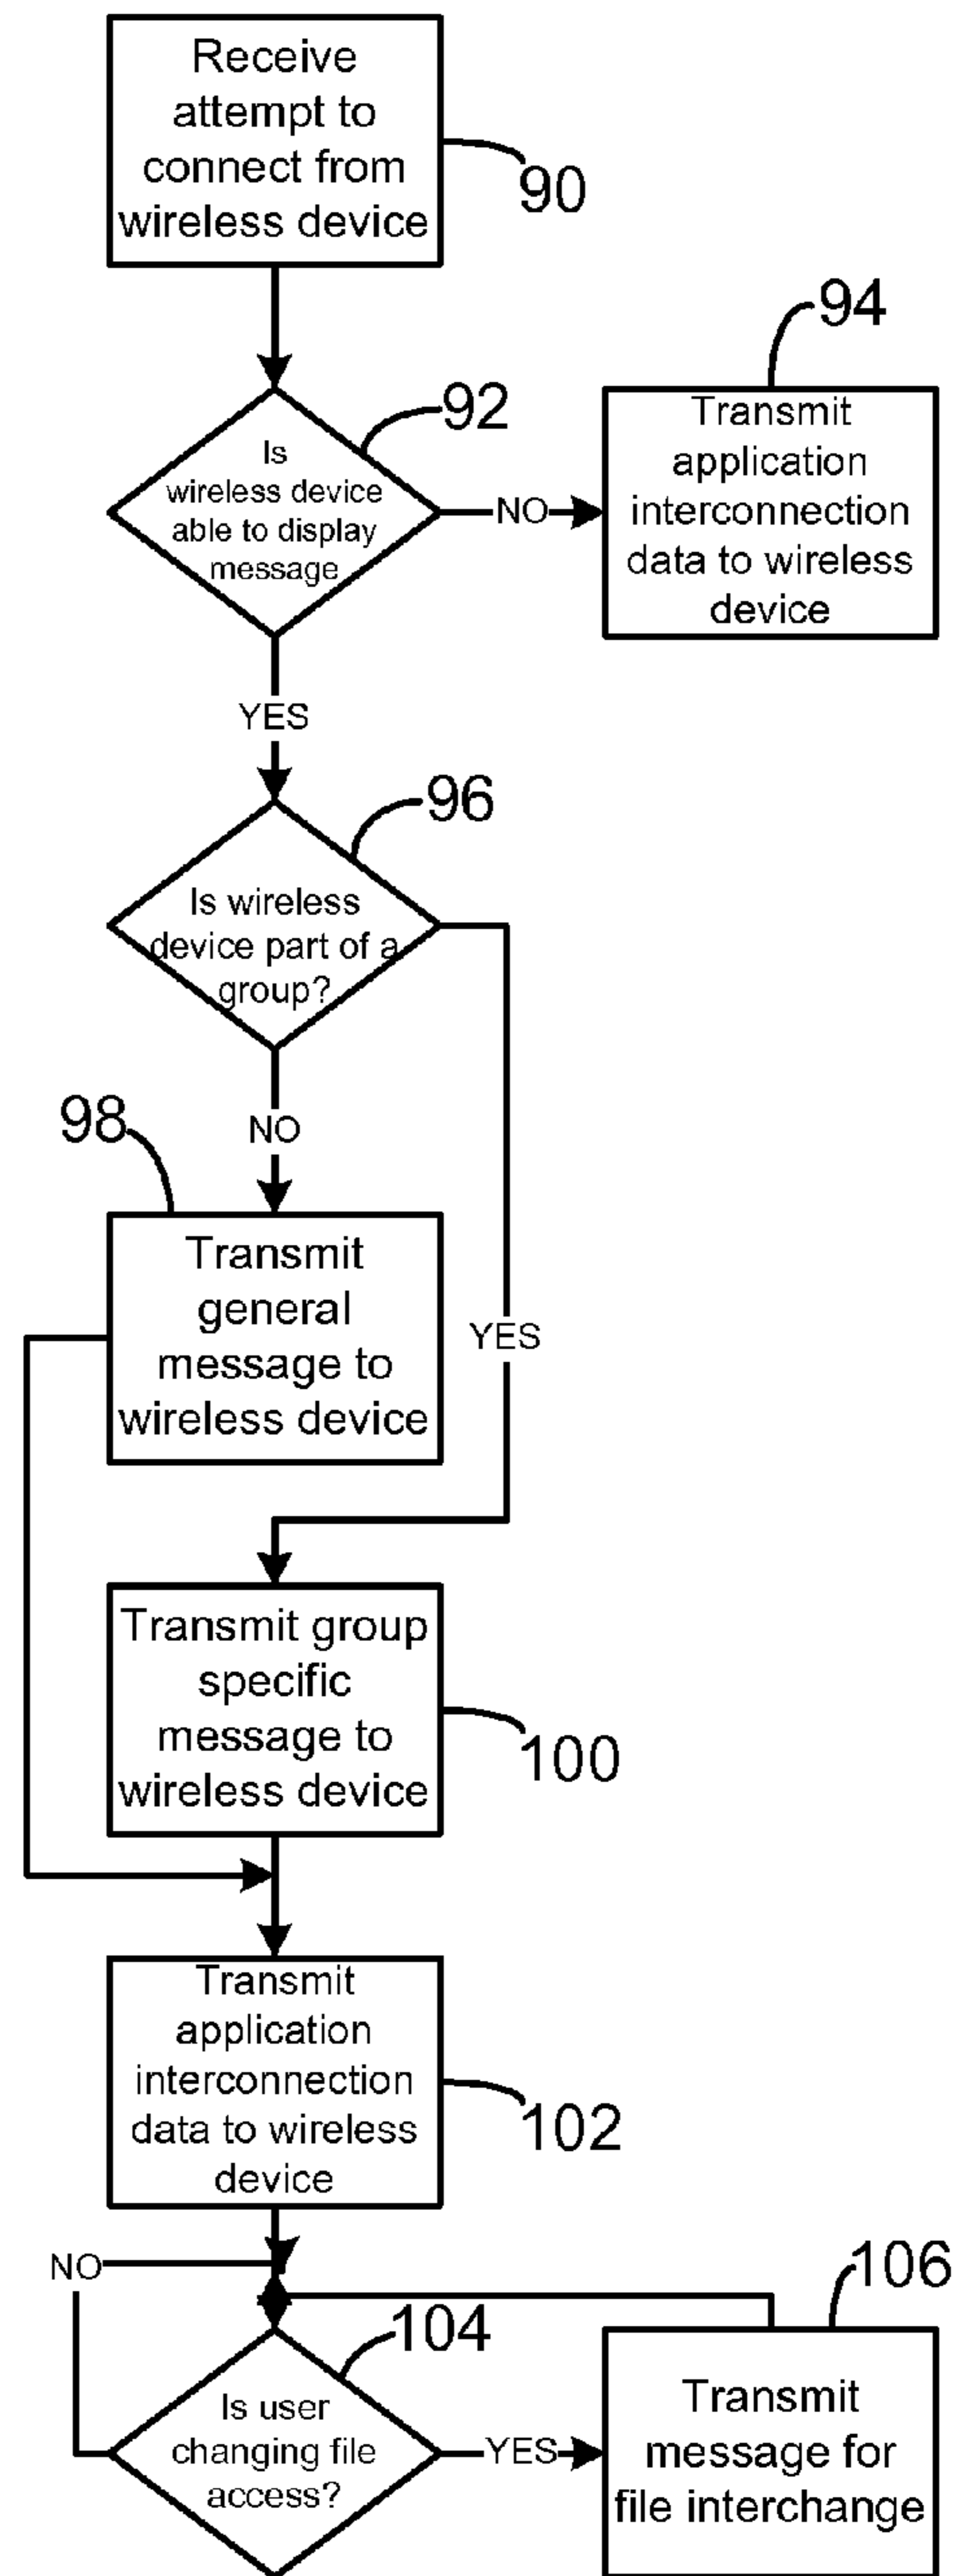 Receive
attempt to
connect from
wireless device
90
94
92
Is
wireless device
able to display
message
NO
Transmit
application
interconnection
data to wireless
device
YES
96
Is wireless
device part of a
group?
98
NO
Transmit
general
message to
wireless device
YES
Transmit group
specific
message to
wireless device
100
Transmit
application
interconnection
data to wireless
device
102
NO
106
104
Is user
changing file
access?
YES
Transmit
message for
file interchange